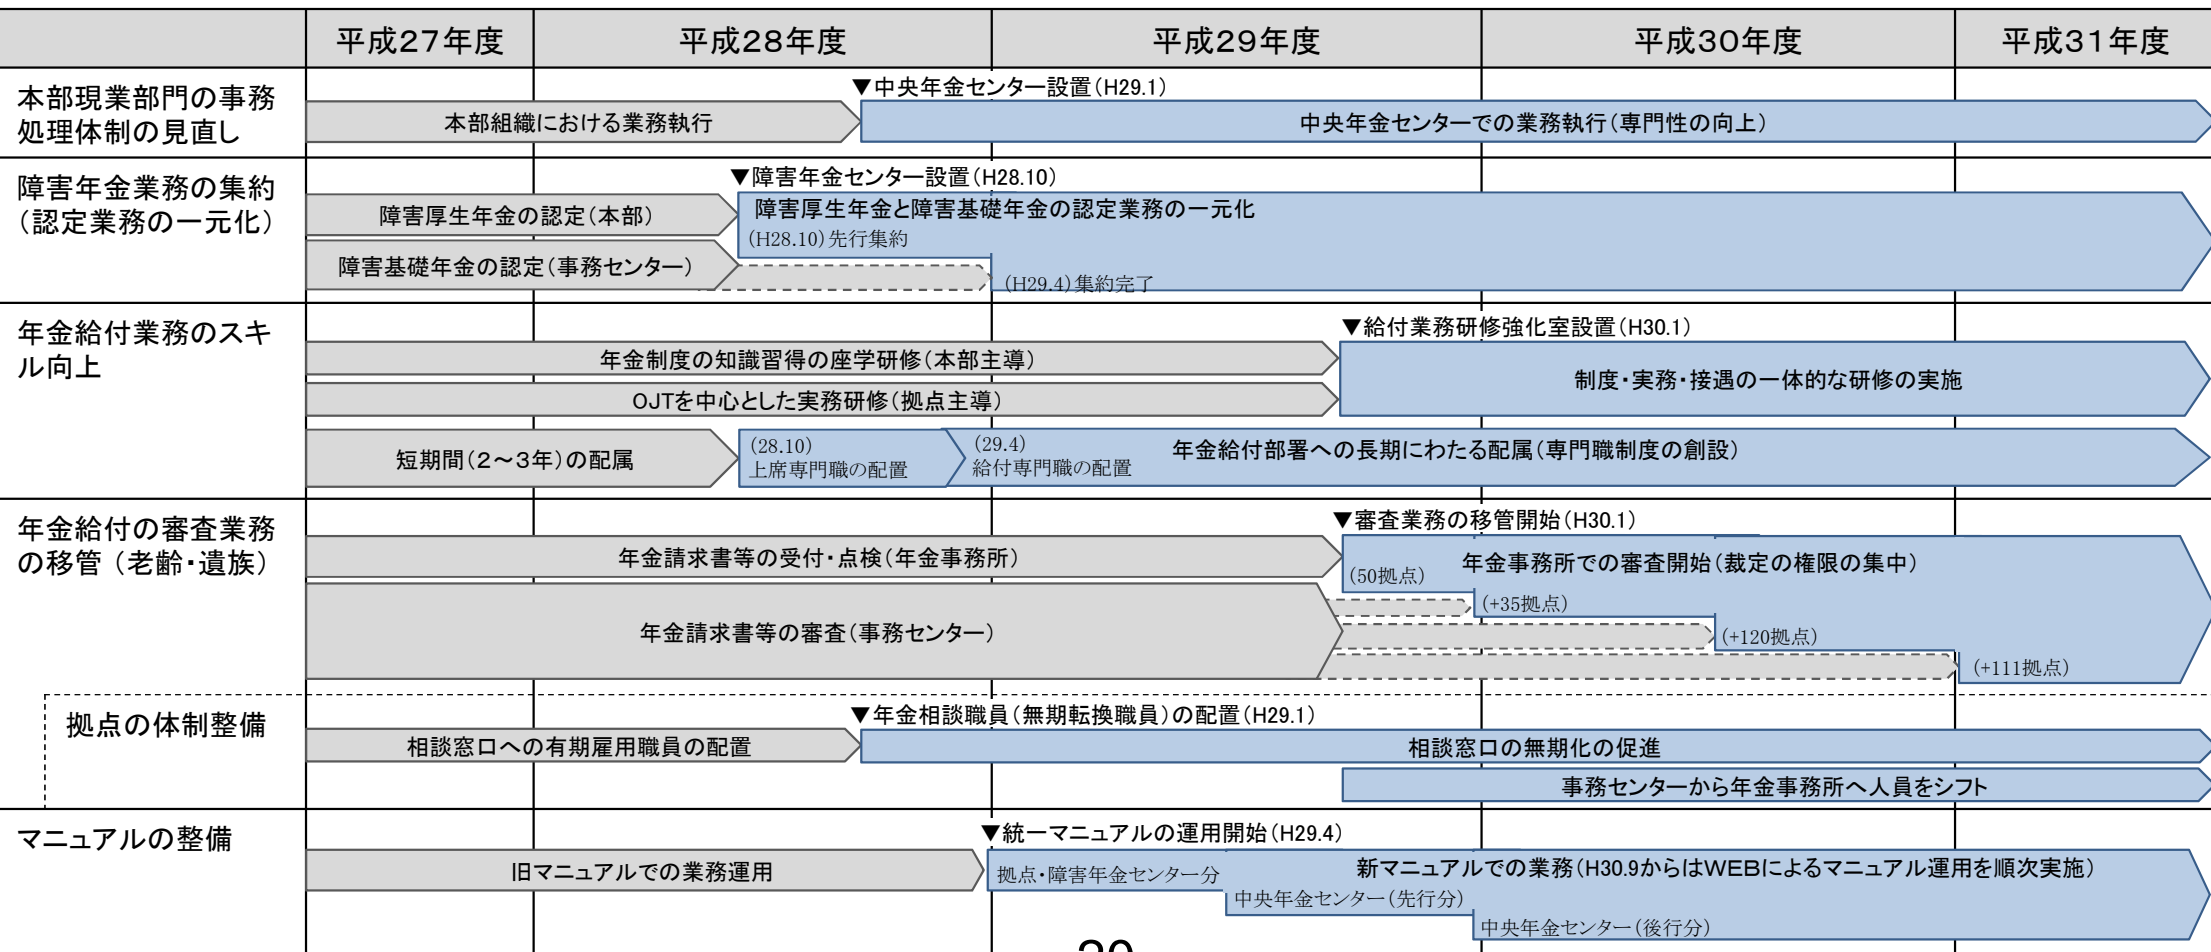 平成27年度
平成28年度
平成29年度
平成30年度
平成31年度
本部現業部門の事務
処理体制の見直し
▼中央年金センター設置(H29.1)
本部組織における業務執行
中央年金センターでの業務執行(専門性の向上)
障害年金業務の集約
(認定業務の一元化)
▼障害年金センター設置(H28.10)
障害厚生年金の認定(本部)
障害厚生年金と障害基礎年金の認定業務の一元化
(H28.10)先行集約
障害基礎年金の認定(事務センター)
(H29.4)集約完了
年金給付業務のスキ
ル向上
▼給付業務研修強化室設置(H30.1)
年金制度の知識習得の座学研修(本部主導)
制度・実務・接遇の一体的な研修の実施
OJTを中心とした実務研修(拠点主導)
短期間(2~3年)の配属
(28.10)
上席専門職の配置
(29.4)
給付専門職の配置
年金給付部署への長期にわたる配属(専門職制度の創設)
年金給付の審査業務
の移管(老齢・遺族)
▼審査業務の移管開始(H30.1)
年金請求書等の受付・点検(年金事務所)
(50拠点)
年金事務所での審査開始(裁定の権限の集中)
(+35拠点)
年金請求書等の審査(事務センター)
(+120拠点)
(+111拠点)
拠点の体制整備
▼年金相談職員(無期転換職員)の配置(H29.1)
相談窓口への有期雇用職員の配置
相談窓口の無期化の促進
事務センターから年金事務所へ人員をシフト
マニュアルの整備
▼統一マニュアルの運用開始(H29.4)
旧マニュアルでの業務運用
拠点・障害年金センター分
新マニュアルでの業務(H30.9からはWEBによるマニュアル運用を順次実施)
中央年金センター(先行分)
中央年金センター(後行分)